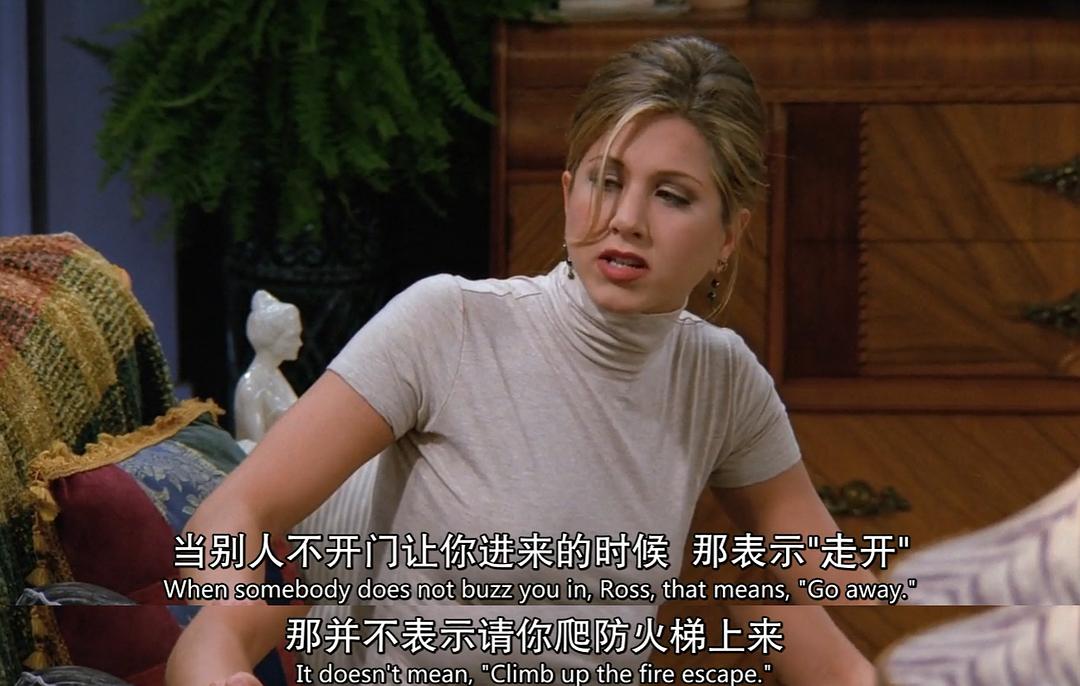 当别人不开门让你进来的时候 那表示"走开"
When somebody does not buzz you in, Ross, that means, "Go away."
那并不表示请你爬防火梯上来
It doesn't mean, "Climb up the fire escape."